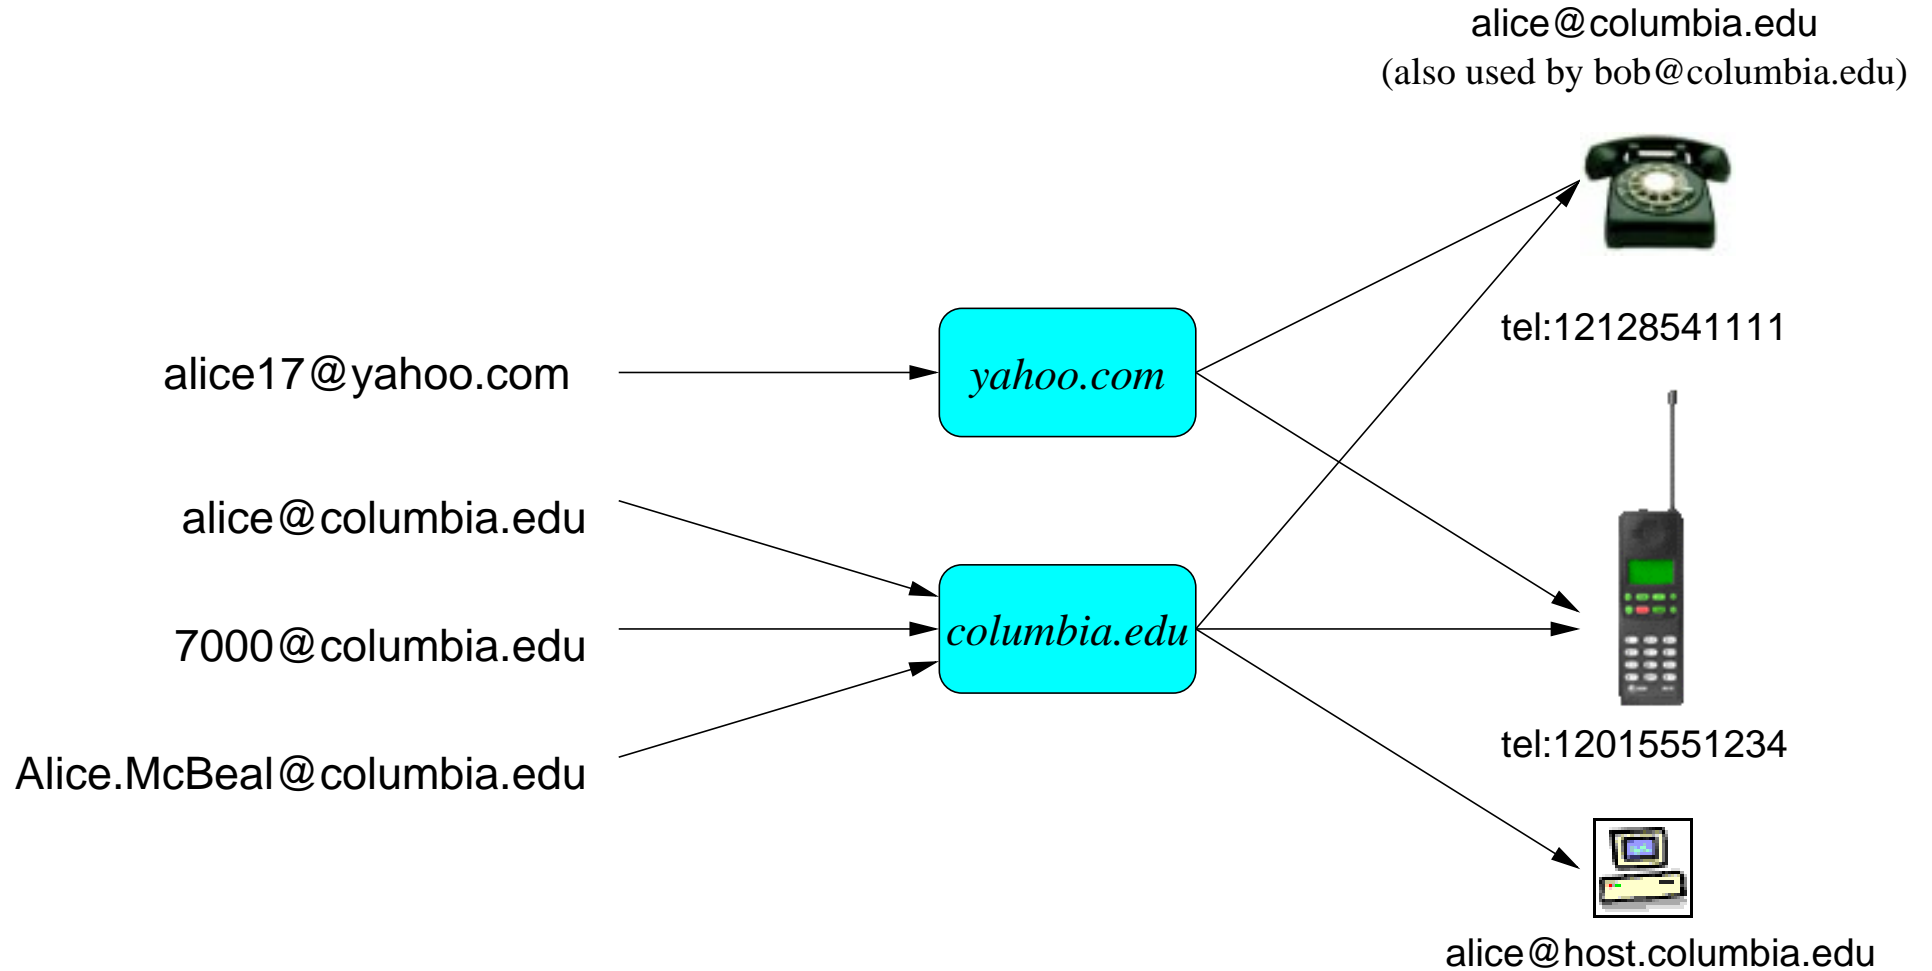 alice@columbia.edu
(also used by bob@columbia.edu)
tel:12128541111
alice17@yahoo.com
yahoo.com
alice@columbia.edu
7000@columbia.edu
columbia.edu
Alice.McBeal@columbia.edu
tel:12015551234
alice@host.columbia.edu